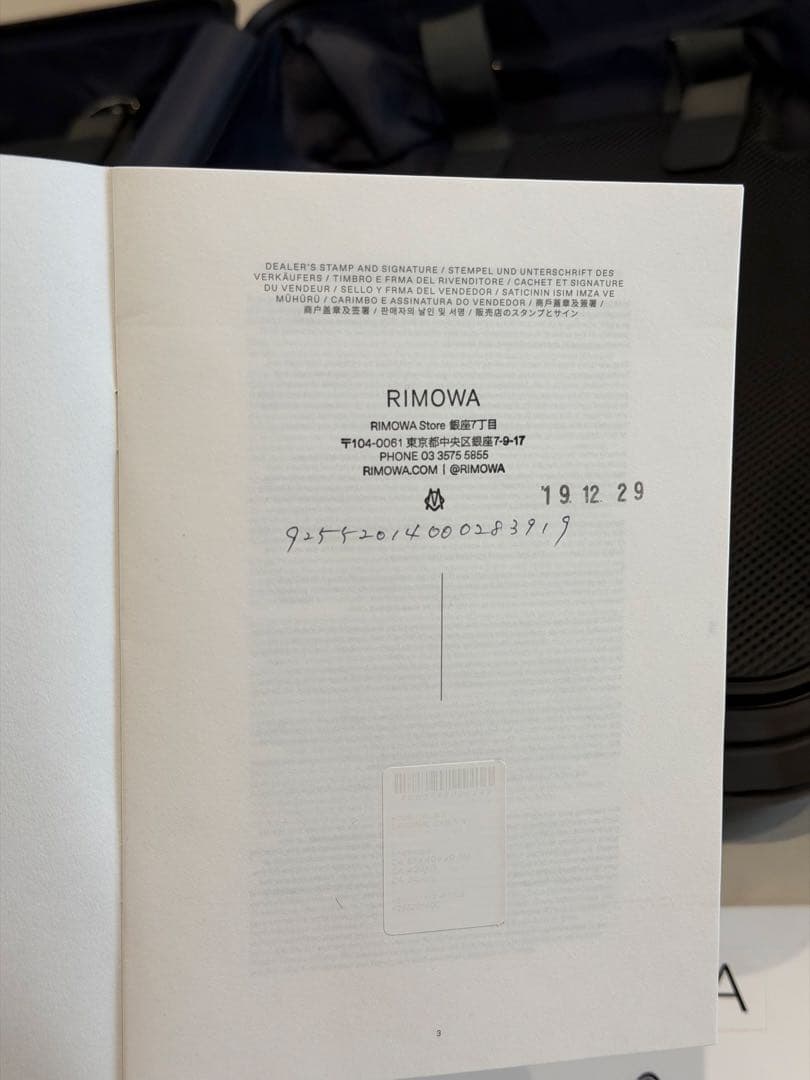 DEALER'S STAMP AND SIGNATURE / STEMPEL UND UNTERSCHRIFT DES
VERKÄUFERS / TIMBRO E FRMA DEL RIVENDITORE / CACHET ET SIGNATURE
DU VENDEUR / SELLO Y FRMA DEL VENDEDOR / SATICININ ISIM IMZA VE
MÜHÜRÜ / CARIMBO E ASSINATURA DO VENDEDOR / 商戶蓋章及簽署 /
商户盖章及签署 / 판매자의 날인 및 서명 / 販売店のスタンプとサイン
RIMOWA
RIMOWA Store 銀座7丁目
〒104-0061 東京都中央区銀座7-9-17
PHONE 03 3575 5855
RIMOWA.COM | @RIMOWA
'19. 12. 29
92552014000283919
3